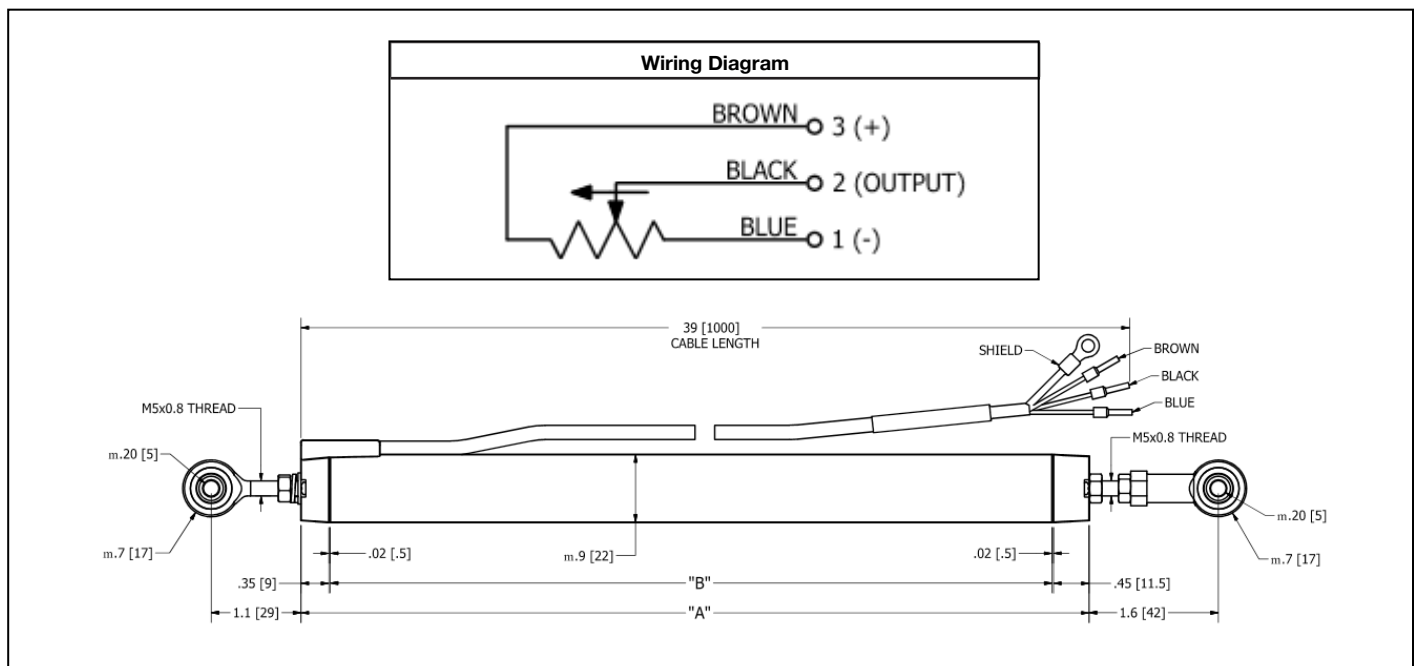 Wiring Diagram
BROWN 3 (+)
BLACK 2 (OUTPUT)
BLUE 1 (-)
39 [1000]
CABLE LENGTH
SHIELD
BROWN
BLACK
BLUE
M5x0.8 THREAD
M5x0.8 THREAD
m.20 [5]
m.20 [5]
m.7 [17]
.02 [.5]
m.9 [22]
.02 [.5]
m.7 [17]
.35 [9]
"B"
.45 [11.5]
1.1 [29]
"A"
1.6 [42]